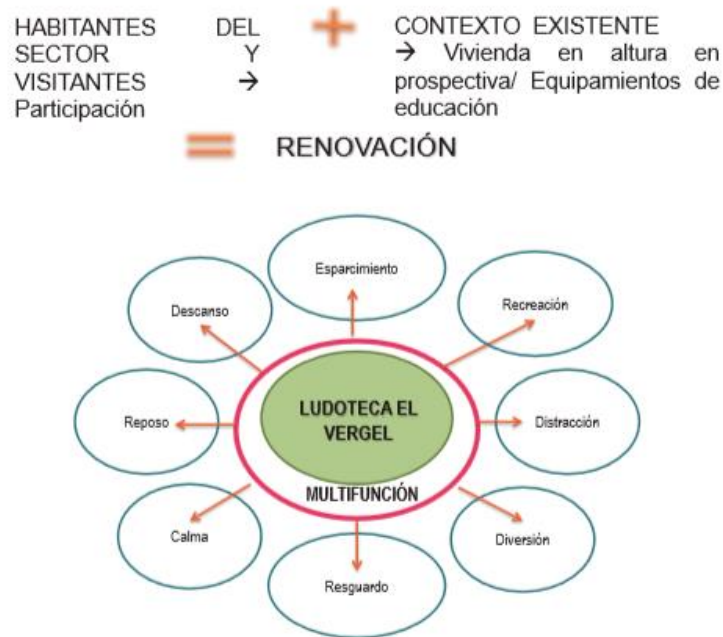 HABITANTES DEL
SECTOR Y
VISITANTES →
Participación
+
CONTEXTO EXISTENTE
→ Vivienda en altura en
prospectiva/ Equipamientos de
educación
= RENOVACIÓN
Esparcimiento
Descanso
Recreación
Reposo
LUDOTECA EL
VERGEL
Distracción
MULTIFUNCIÓN
Calma
Diversión
Resguardo